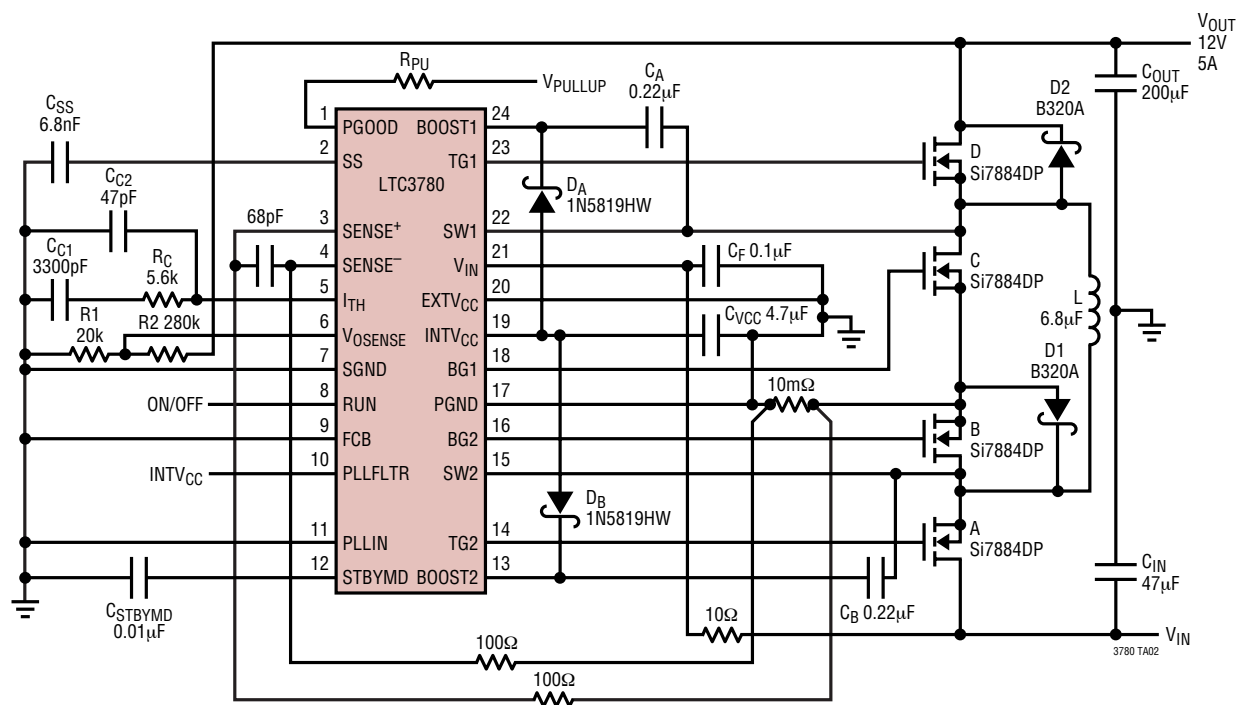 VOUT
12V
5A
RPU
VPULLUP
CA
0.22µF
COUT
200µF
D2
B320A
CSS
6.8nF
1
PGOOD
BOOST1
24
2
SS
TG1
23
D
Si7884DP
LTC3780
CC2
47pF
DA
1N5819HW
68pF
3
SENSE+
SW1
22
4
SENSE−
VIN
21
CF 0.1µF
C
Si7884DP
CC1
3300pF
RC
5.6k
5
ITH
EXTVCC
20
L
6.8µF
R1
20k
R2 280k
6
VOSENSE
INTVCC
19
CVCC 4.7µF
7
SGND
BG1
18
D1
B320A
10mΩ
ON/OFF
8
RUN
PGND
17
9
FCB
BG2
16
B
Si7884DP
INTVCC
10
PLLFLTR
SW2
15
DB
1N5819HW
11
PLLIN
TG2
14
A
Si7884DP
12
STBYMD
BOOST2
13
CIN
47µF
CSTBYMD
0.01µF
CB 0.22µF
10Ω
VIN
3780 TA02
100Ω
100Ω